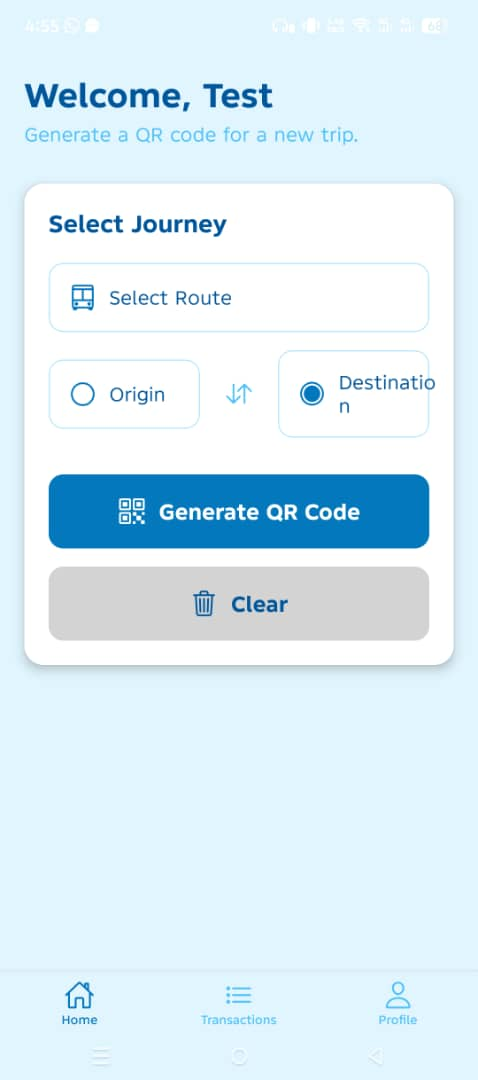 4:55
Welcome, Test
Generate a QR code for a new trip.
Select Journey
Select Route
Origin
Destinatio
n
Generate QR Code
Clear
Home
Transactions
Profile